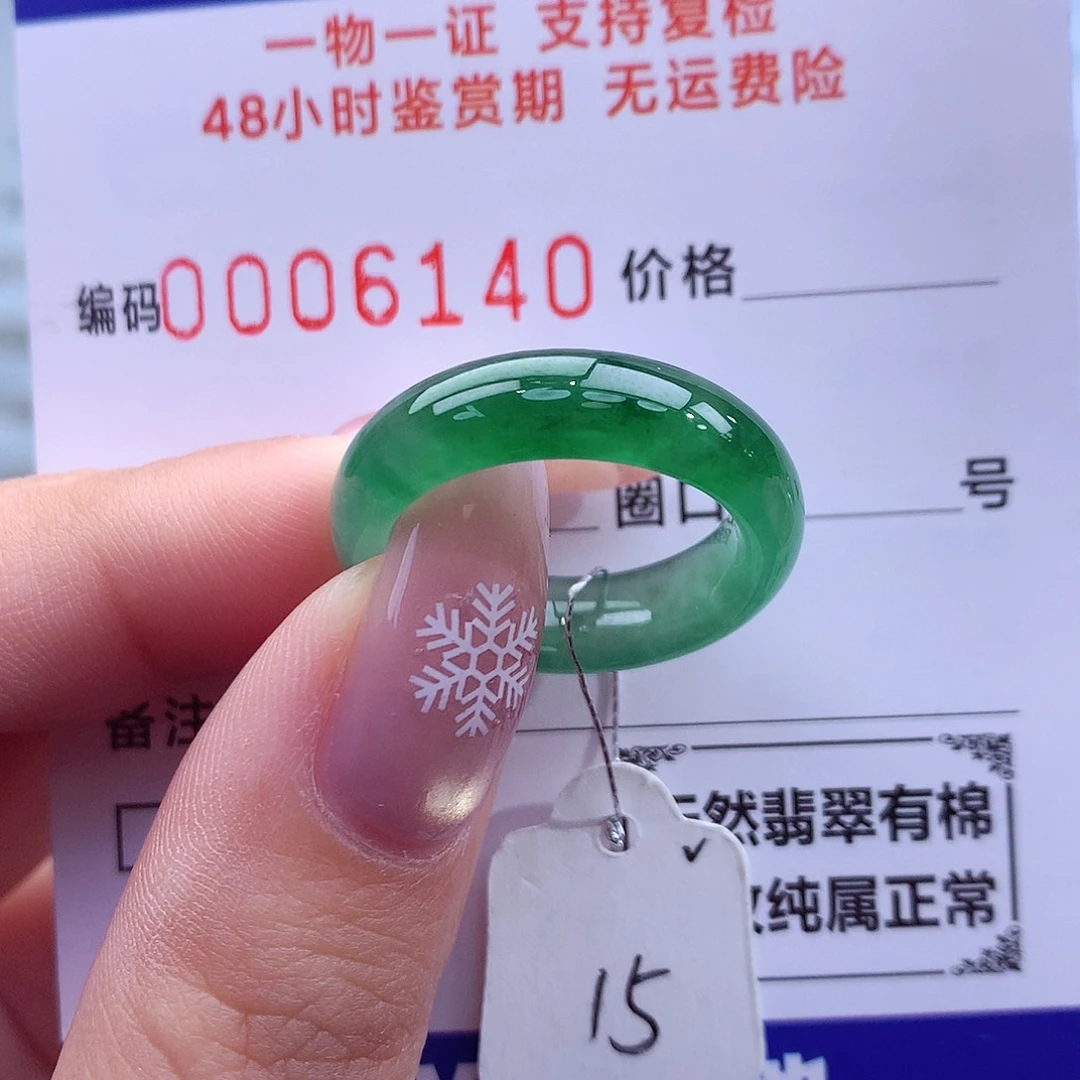 一物一证 支持复检
48小时鉴赏期 无运费险
编码0006140 价格
圈口 号
备注
天然翡翠有棉
纯属正常
15